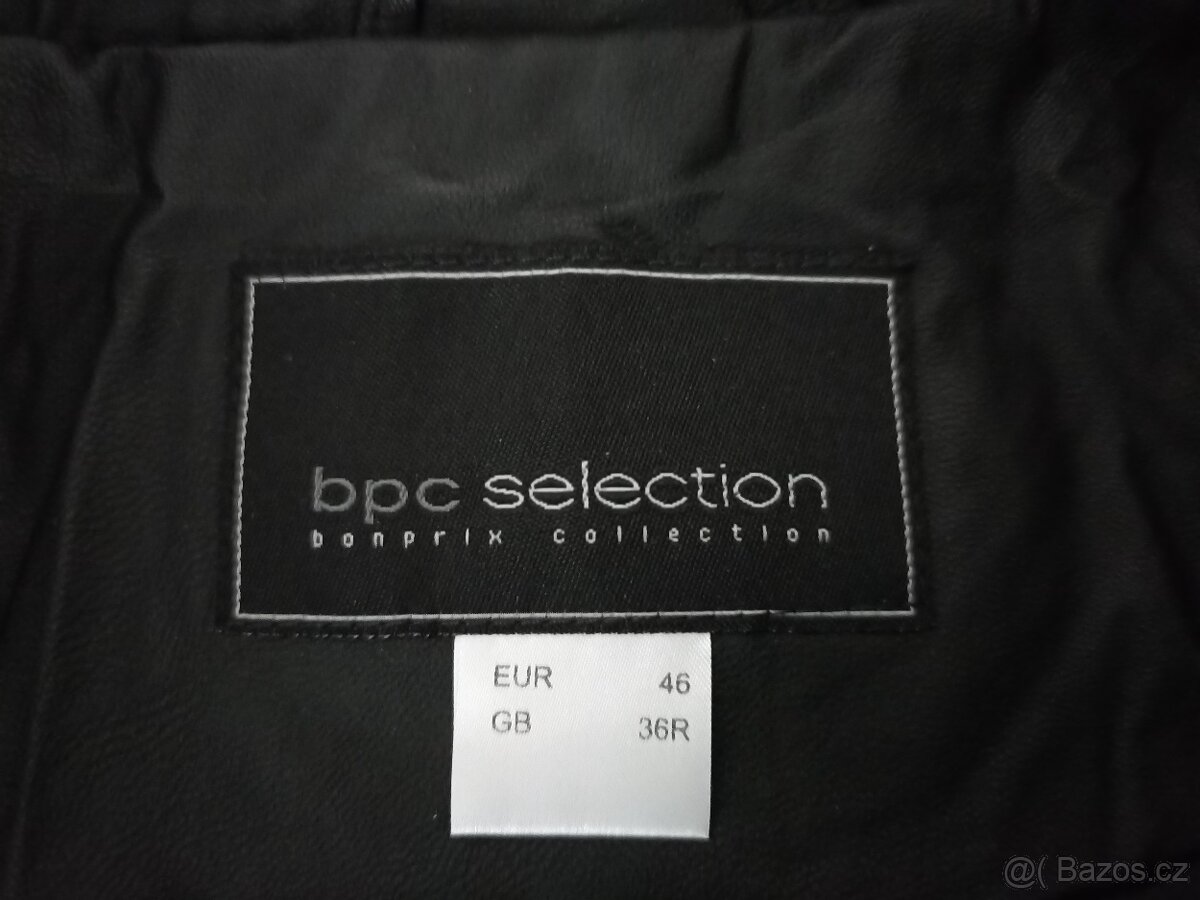 bpc selection
bonprix collection
EUR 46
GB 36R
@( Bazos.cz